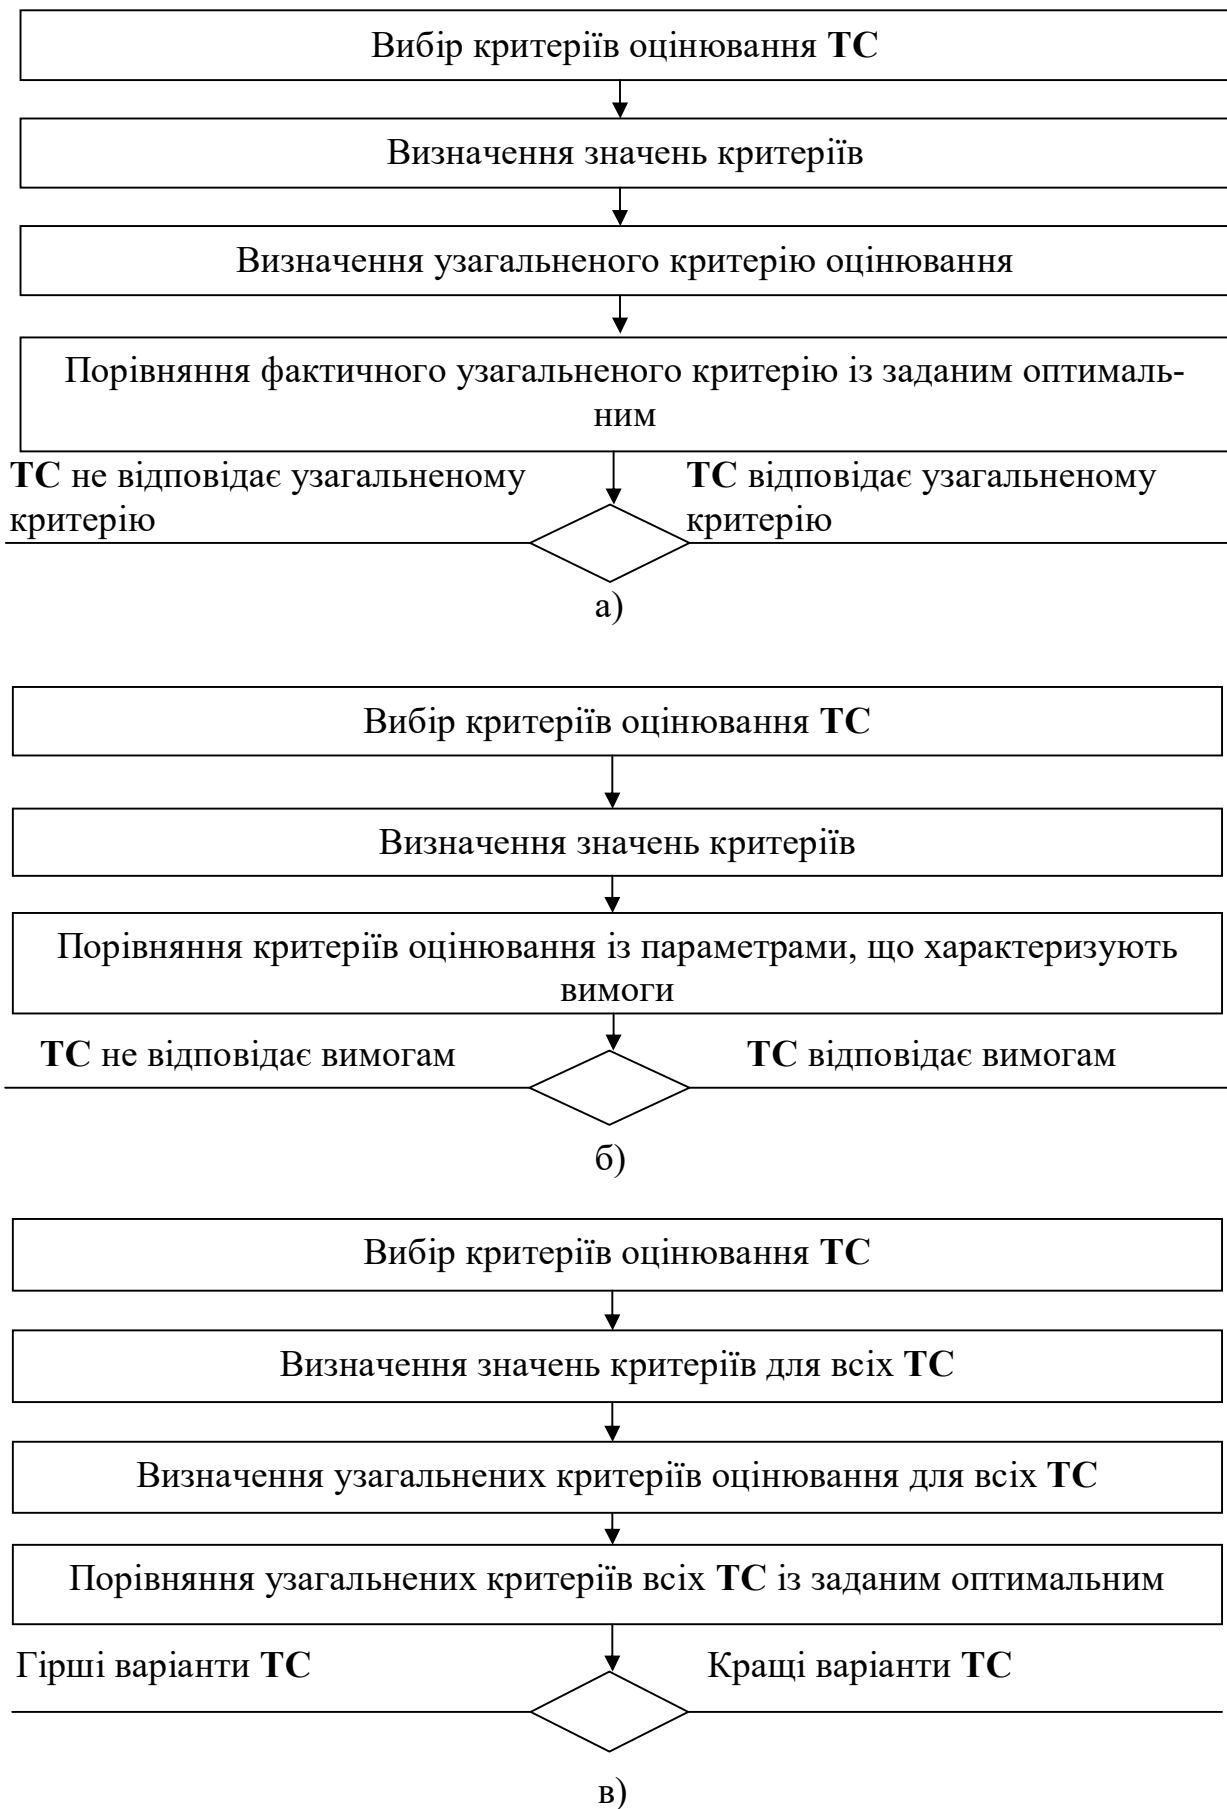 Вибір критеріїв оцінювання ТС
Визначення значень критеріїв
Визначення узагальненого критерію оцінювання
Порівняння фактичного узагальненого критерію із заданим оптималь-
ним
ТС не відповідає узагальненому
критерію
ТС відповідає узагальненому
критерію
а)
Вибір критеріїв оцінювання ТС
Визначення значень критеріїв
Порівняння критеріїв оцінювання із параметрами, що характеризують
вимоги
ТС не відповідає вимогам
ТС відповідає вимогам
б)
Вибір критеріїв оцінювання ТС
Визначення значень критеріїв для всіх ТС
Визначення узагальнених критеріїв оцінювання для всіх ТС
Порівняння узагальнених критеріїв всіх ТС із заданим оптимальним
Гірші варіанти ТС
Кращі варіанти ТС
в)